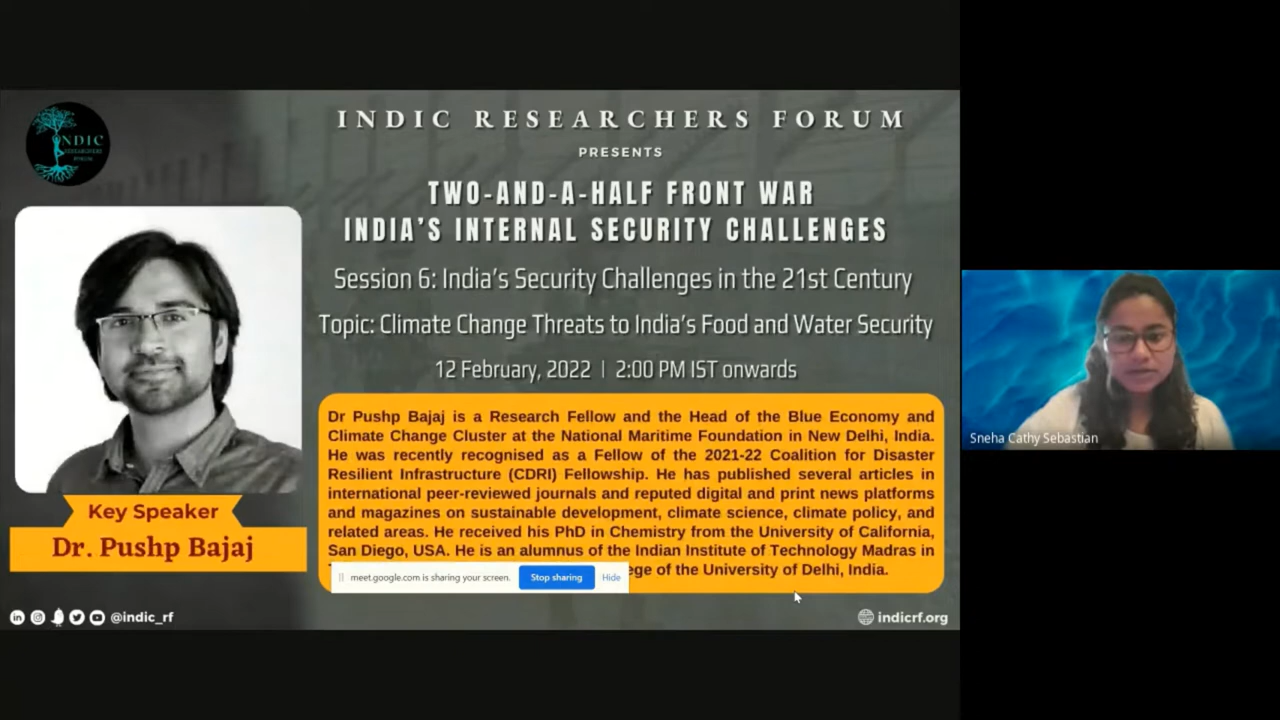 INDIC RESEARCHERS FORUM
PRESENTS
NDIC
RESEARCHERS
FORUM
TWO-AND-A-HALF FRONT WAR
INDIA'S INTERNAL SECURITY CHALLENGES
Session 6: India's Security Challenges in the 21st Century
Topic: Climate Change Threats to India's Food and Water Security
12 February, 2022 | 2:00 PM IST onwards
Dr Pushp Bajaj is a Research Fellow and the Head of the Blue Economy and
Climate Change Cluster at the National Maritime Foundation in New Delhi, India.
He was recently recognised as a Fellow of the 2021-22 Coalition for Disaster
Resilient Infrastructure (CDRI) Fellowship. He has published several articles in
international peer-reviewed journals and reputed digital and print news platforms
and magazines on sustainable development, climate science, climate policy, and
related areas. He received his PhD in Chemistry from the University of California,
San Diego, USA. He is an alumnus of the Indian Institute of Technology Madras in
ege of the University of Delhi, India.
meet.google.com is sharing your screen.
Stop sharing
Hide
Key Speaker
Dr. Pushp Bajaj
@indic_rf
indicrf.org
Sneha Cathy Sebastian